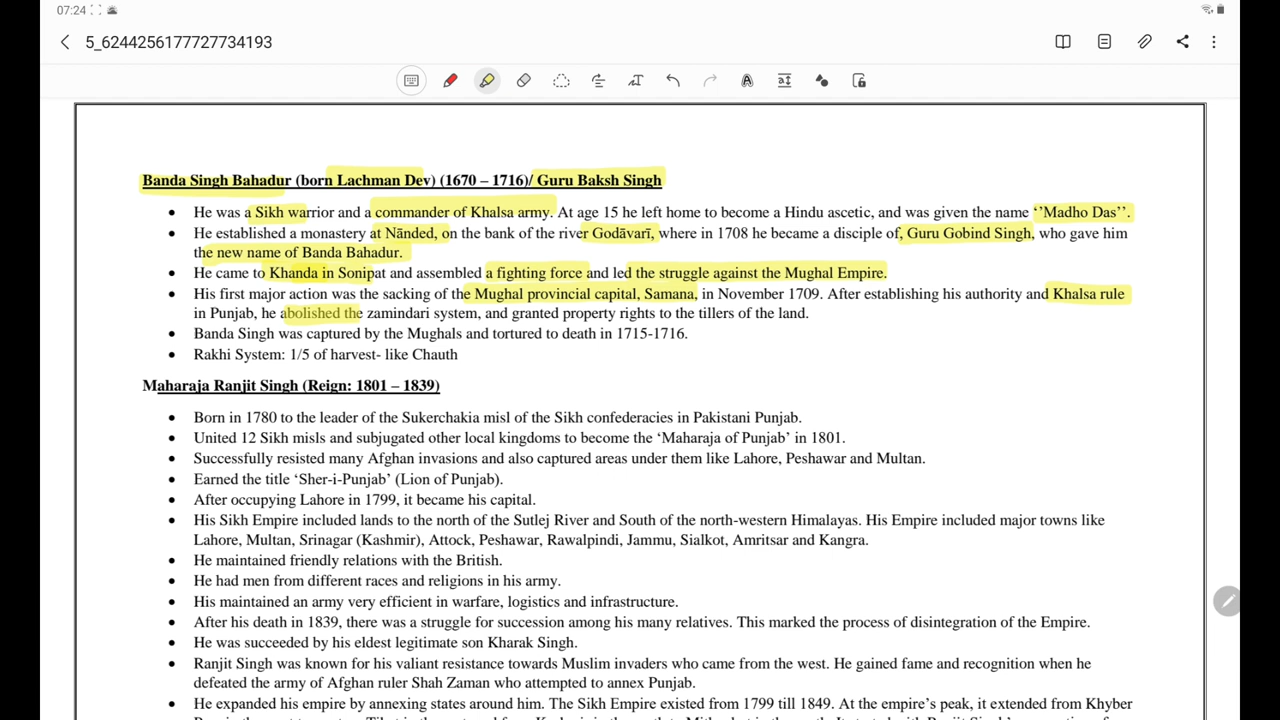 07:24
5_6244256177727734193
Banda Singh Bahadur (born Lachman Dev) (1670 – 1716)/ Guru Baksh Singh
• He was a Sikh warrior and a commander of Khalsa army. At age 15 he left home to become a Hindu ascetic, and was given the name ‘’Madho Das’’.
• He established a monastery at Nānded, on the bank of the river Godāvarī, where in 1708 he became a disciple of, Guru Gobind Singh, who gave him
the new name of Banda Bahadur.
• He came to Khanda in Sonipat and assembled a fighting force and led the struggle against the Mughal Empire.
• His first major action was the sacking of the Mughal provincial capital, Samana, in November 1709. After establishing his authority and Khalsa rule
in Punjab, he abolished the zamindari system, and granted property rights to the tillers of the land.
• Banda Singh was captured by the Mughals and tortured to death in 1715-1716.
• Rakhi System: 1/5 of harvest- like Chauth
Maharaja Ranjit Singh (Reign: 1801 – 1839)
• Born in 1780 to the leader of the Sukerchakia misl of the Sikh confederacies in Pakistani Punjab.
• United 12 Sikh misls and subjugated other local kingdoms to become the ‘Maharaja of Punjab’ in 1801.
• Successfully resisted many Afghan invasions and also captured areas under them like Lahore, Peshawar and Multan.
• Earned the title ‘Sher-i-Punjab’ (Lion of Punjab).
• After occupying Lahore in 1799, it became his capital.
• His Sikh Empire included lands to the north of the Sutlej River and South of the north-western Himalayas. His Empire included major towns like
Lahore, Multan, Srinagar (Kashmir), Attock, Peshawar, Rawalpindi, Jammu, Sialkot, Amritsar and Kangra.
• He maintained friendly relations with the British.
• He had men from different races and religions in his army.
• His maintained an army very efficient in warfare, logistics and infrastructure.
• After his death in 1839, there was a struggle for succession among his many relatives. This marked the process of disintegration of the Empire.
• He was succeeded by his eldest legitimate son Kharak Singh.
• Ranjit Singh was known for his valiant resistance towards Muslim invaders who came from the west. He gained fame and recognition when he
defeated the army of Afghan ruler Shah Zaman who attempted to annex Punjab.
• He expanded his empire by annexing states around him. The Sikh Empire existed from 1799 till 1849. At the empire’s peak, it extended from Khyber